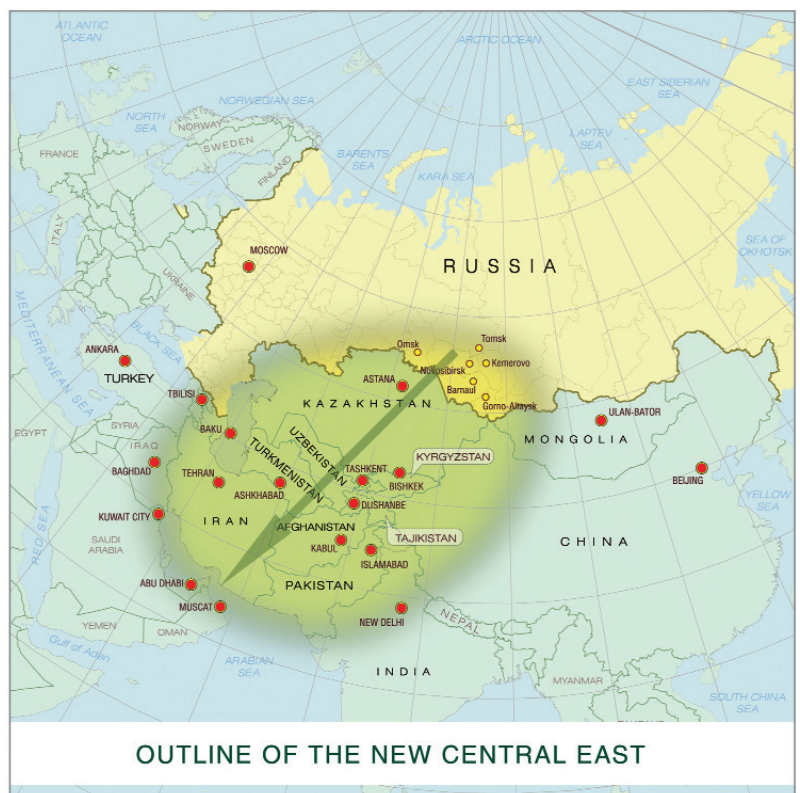 ATLANTIC
OCEAN
ARCTIC OCEAN
EAST SIBERIAN
SEA
NORWEGIAN SEA
NORTH
SEA
NORWAY
SWEDEN
FINLAND
FRANCE
BARENTS
SEA
KARA SEA
LAPTEV
SEA
ITALY
SEA OF
OKHOTSK
MOSCOW
RUSSIA
UKRAINE
MEDITERRANEAN SEA
BLACK SEA
ANKARA
TURKEY
Omsk
Tomsk
Novosibirsk
Kemerovo
Barnaul
Gorno-Altaysk
ASTANA
TBILISI
KAZAKHSTAN
ULAN-BATOR
MONGOLIA
SYRIA
EGYPT
IRAQ
BAKU
UZBEKISTAN
TURKMENISTAN
KYRGYZSTAN
BAGHDAD
TEHRAN
ASHKHABAD
TASHKENT
BISHKEK
BEIJING
YELLOW
SEA
RED SEA
KUWAIT CITY
IRAN
DUSHANBE
AFGHANISTAN
TAJIKISTAN
SAUDI
ARABIA
KABUL
ISLAMABAD
CHINA
ABU DHABI
PAKISTAN
MUSCAT
NEW DELHI
NEPAL
YEMEN
OMAN
Gulf of Aden
ARABIAN
SEA
INDIA
MYANMAR
SOUTH CHINA
SEA
OUTLINE OF THE NEW CENTRAL EAST